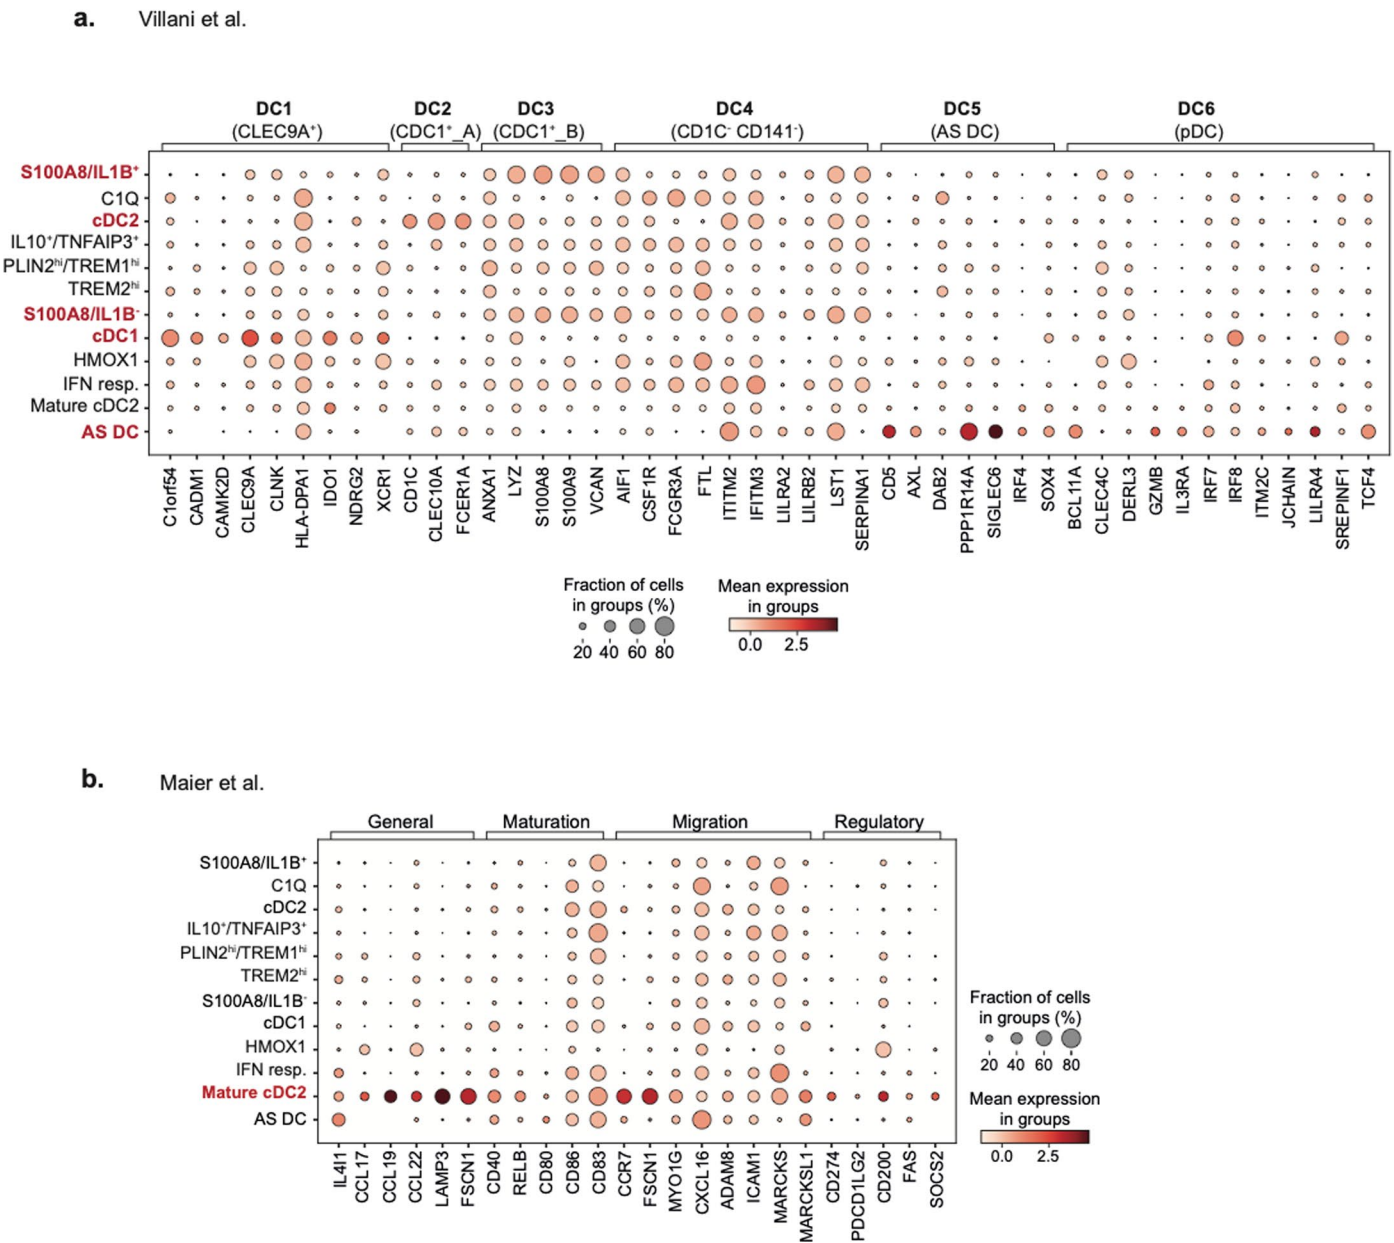 a. Villani et al.
DC1 DC2 DC3 DC4 DC5 DC6
(CLEC9A⁺) (CDC1⁺_A) (CDC1⁺_B) (CD1C⁻ CD141⁻) (AS DC) (pDC)
S100A8/IL1B⁺
C1Q
cDC2
IL10⁺/TNFAIP3⁺
PLIN2ʰⁱ/TREM1ʰⁱ
TREM2ʰⁱ
S100A8/IL1B⁻
cDC1
HMOX1
IFN resp.
Mature cDC2
AS DC
C1orf54
CADM1
CAMK2D
CLEC9A
CLNK
HLA-DPA1
IDO1
NDRG2
XCR1
CD1C
CLEC10A
FCER1A
ANXA1
LYZ
S100A8
S100A9
VCAN
AIF1
CSF1R
FCGR3A
FTL
ITITM2
IFITM3
LILRA2
LILRB2
LST1
SERPINA1
CD5
AXL
DAB2
PPP1R14A
SIGLEC6
IRF4
SOX4
BCL11A
CLEC4C
DERL3
GZMB
IL3RA
IRF7
IRF8
ITM2C
JCHAIN
LILRA4
SREPINF1
TCF4
Fraction of cells
in groups (%)
20 40 60 80
Mean expression
in groups
0.0 2.5
b. Maier et al.
General Maturation Migration Regulatory
S100A8/IL1B⁺
C1Q
cDC2
IL10⁺/TNFAIP3⁺
PLIN2ʰⁱ/TREM1ʰⁱ
TREM2ʰⁱ
S100A8/IL1B⁻
cDC1
HMOX1
IFN resp.
Mature cDC2
AS DC
IL4I1
CCL17
CCL19
CCL22
LAMP3
FSCN1
CD40
RELB
CD80
CD86
CD83
CCR7
FSCN1
MYO1G
CXCL16
ADAM8
ICAM1
MARCKS
MARCKSL1
CD274
PDCD1LG2
CD200
FAS
SOCS2
Fraction of cells
in groups (%)
20 40 60 80
Mean expression
in groups
0.0 2.5